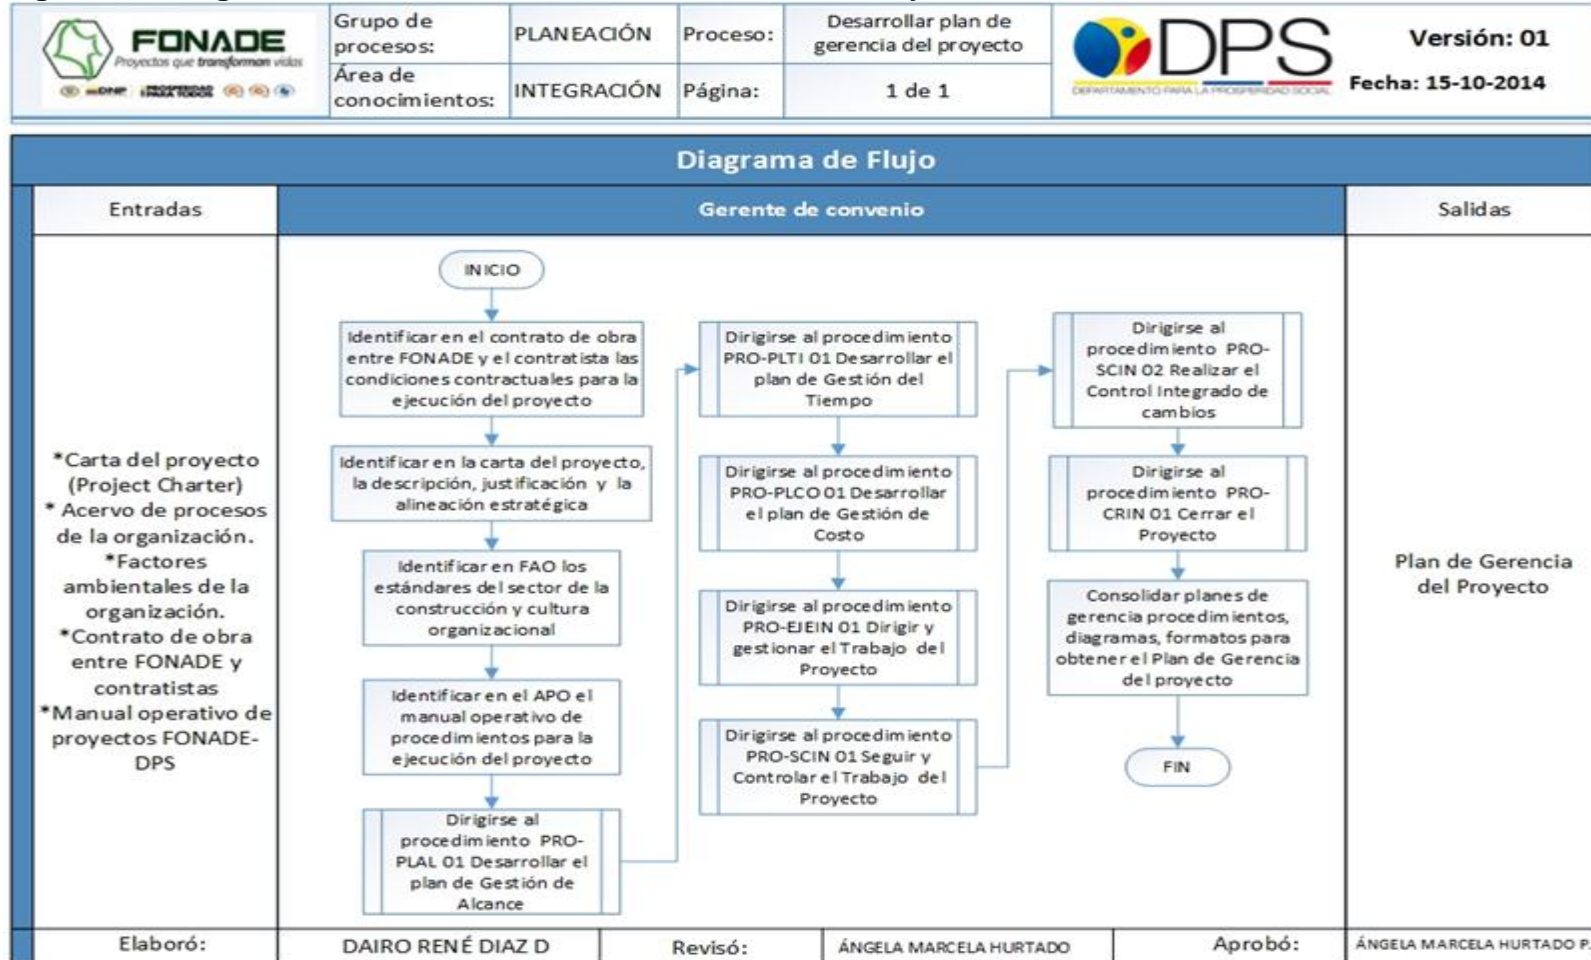 FONADE
Proyectos que transforman vidas
DNP
PROSPERIDAD
PARA TODOS
Grupo de
procesos:
PLANEACIÓN
Proceso:
Desarrollar plan de
gerencia del proyecto
Área de
conocimientos:
INTEGRACIÓN
Página:
1 de 1
DPS
DEPARTAMENTO PARA LA PROSPERIDAD SOCIAL
Versión: 01
Fecha: 15-10-2014
Diagrama de Flujo
Entradas
Gerente de convenio
Salidas
*Carta del proyecto
(Project Charter)
* Acervo de procesos
de la organización.
*Factores
ambientales de la
organización.
*Contrato de obra
entre FONADE y
contratistas
*Manual operativo de
proyectos FONADE-
DPS
INICIO
Identificar en el contrato de obra
entre FONADE y el contratista las
condiciones contractuales para la
ejecución del proyecto
Identificar en la carta del proyecto,
la descripción, justificación y la
alineación estratégica
Identificar en FAO los
estándares del sector de la
construcción y cultura
organizacional
Identificar en el APO el
manual operativo de
procedimientos para la
ejecución del proyecto
Dirigirse al
procedimiento PRO-
PLAL 01 Desarrollar el
plan de Gestión de
Alcance
Dirigirse al procedimiento
PRO-PLTI 01 Desarrollar el
plan de Gestión del
Tiempo
Dirigirse al procedimiento
PRO-PLCO 01 Desarrollar
el plan de Gestión de
Costo
Dirigirse al procedimiento
PRO-EJEIN 01 Dirigir y
gestionar el Trabajo del
Proyecto
Dirigirse al procedimiento
PRO-SCIN 01 Seguir y
Controlar el Trabajo del
Proyecto
Dirigirse al
procedimiento PRO-
SCIN 02 Realizar el
Control Integrado de
cambios
Dirigirse al
procedimiento PRO-
CRIN 01 Cerrar el
Proyecto
Consolidar planes de
gerencia procedimientos,
diagramas, formatos para
obtener el Plan de Gerencia
del proyecto
FIN
Plan de Gerencia
del Proyecto
Elaboró:
DAIRO RENÉ DIAZ D
Revisó:
ÁNGELA MARCELA HURTADO
Aprobó:
ÁNGELA MARCELA HURTADO P.